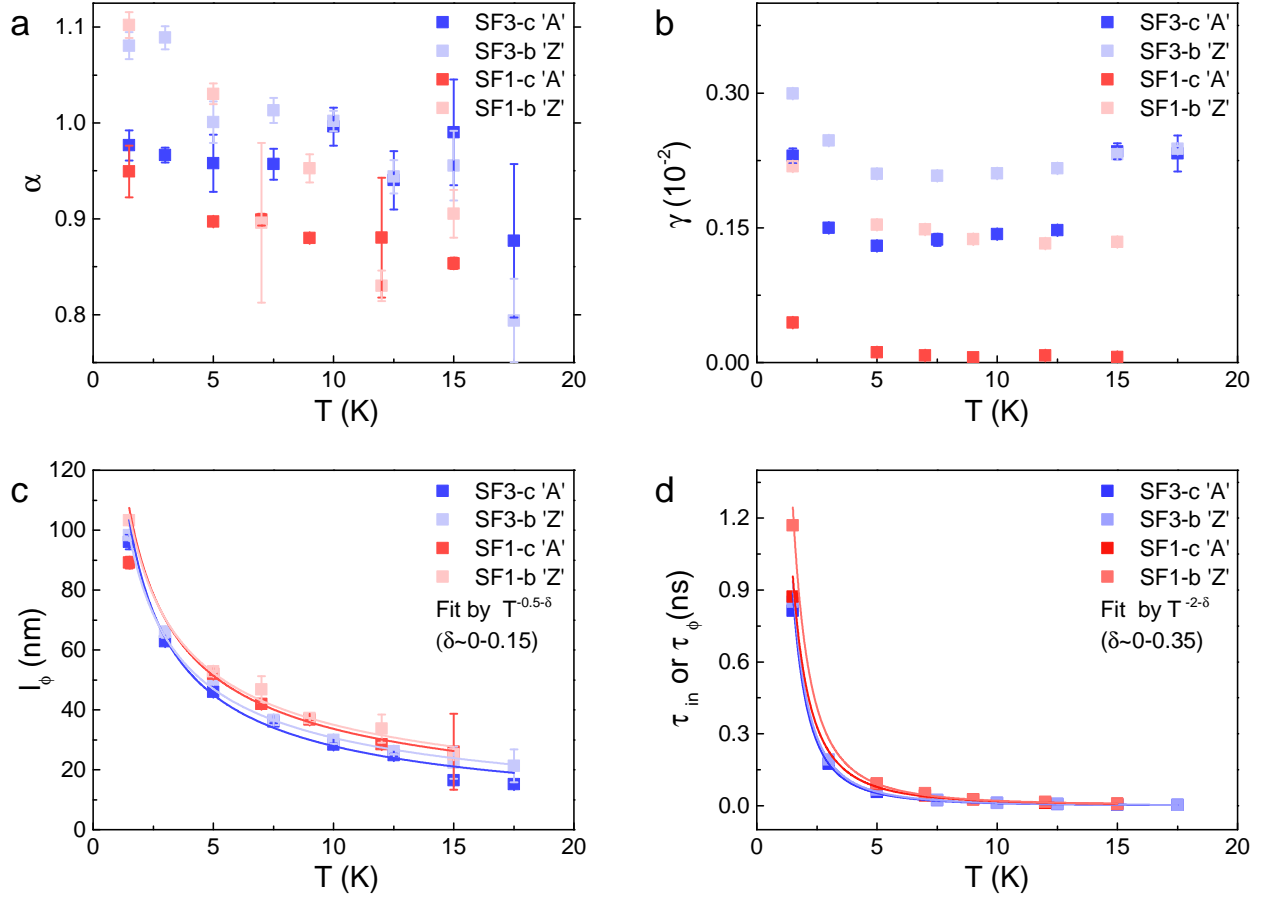 a
α
1.1
1.0
0.9
0.8
0 5 10 15 20
T (K)
SF3-c 'A'
SF3-b 'Z'
SF1-c 'A'
SF1-b 'Z'
b
γ (10⁻²)
0.30
0.15
0.00
0 5 10 15 20
T (K)
SF3-c 'A'
SF3-b 'Z'
SF1-c 'A'
SF1-b 'Z'
c
l_ϕ (nm)
120
100
80
60
40
20
0
0 5 10 15 20
T (K)
SF3-c 'A'
SF3-b 'Z'
SF1-c 'A'
SF1-b 'Z'
Fit by T^-0.5-δ
(δ~0-0.15)
d
τ_in or τ_ϕ(ns)
1.2
0.9
0.6
0.3
0.0
0 5 10 15 20
T (K)
SF3-c 'A'
SF3-b 'Z'
SF1-c 'A'
SF1-b 'Z'
Fit by T^-2-δ
(δ~0-0.35)